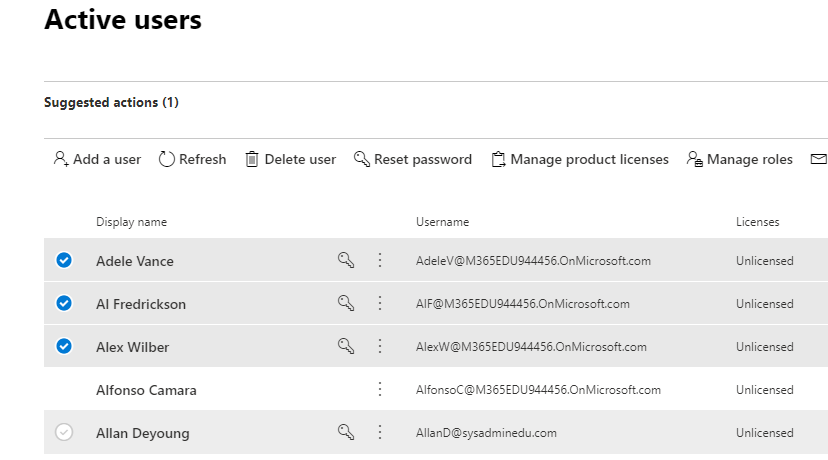 Active users
Suggested actions (1)
Add a user Refresh Delete user Reset password Manage product licenses Manage roles
Display name Username Licenses
Adele Vance AdeleV@M365EDU944456.OnMicrosoft.com Unlicensed
Al Fredrickson AlF@M365EDU944456.OnMicrosoft.com Unlicensed
Alex Wilber AlexW@M365EDU944456.OnMicrosoft.com Unlicensed
Alfonso Camara AlfonsoC@M365EDU944456.OnMicrosoft.com Unlicensed
Allan Deyoung AllanD@sysadminedu.com Unlicensed